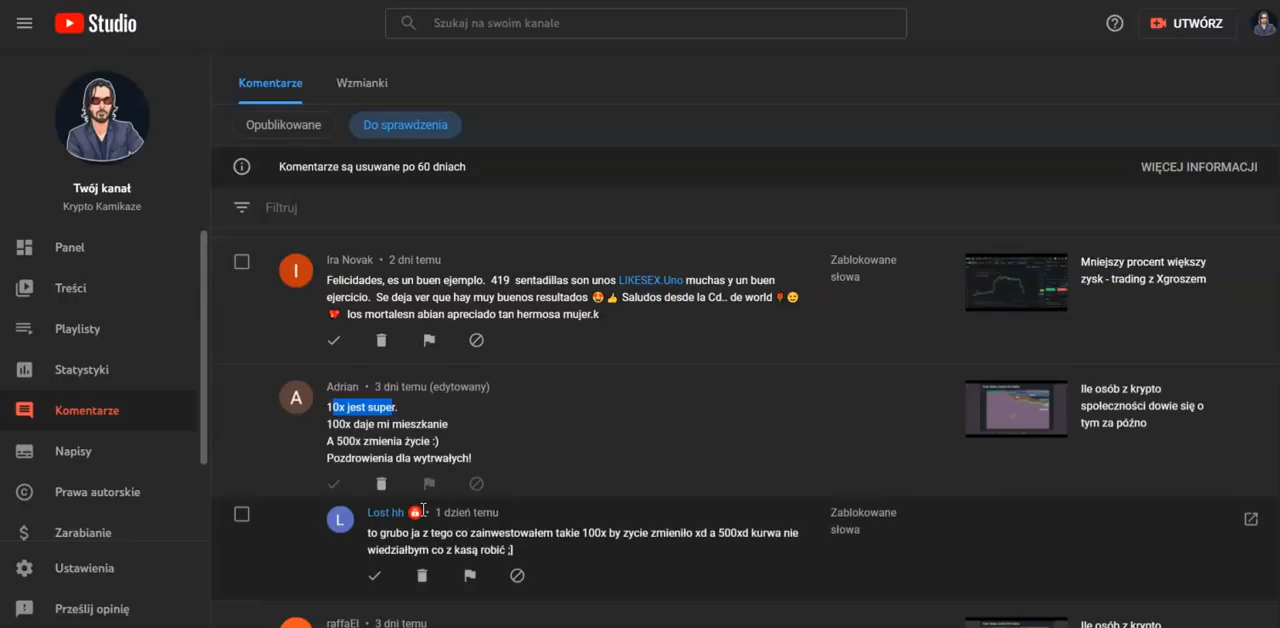 Studio
Szukaj na swoim kanale
UTWÓRZ
Twój kanał
Krypto Kamikaze
Panel
Treści
Playlisty
Statystyki
Komentarze
Napisy
Prawa autorskie
Zarabianie
Ustawienia
Prześlij opinię
Komentarze
Wzmianki
Opublikowane
Do sprawdzenia
Komentarze są usuwane po 60 dniach
WIĘCEJ INFORMACJI
Filtruj
I
Ira Novak • 2 dni temu
Felicidades, es un buen ejemplo. 419 sentadillas son unos LIKESEX.Uno muchas y un buen
ejercicio. Se deja ver que hay muy buenos resultados 🤩👍 Saludos desde la Cd.. de world🌹😉
💘 los mortalesn abian apreciado tan hermosa mujer.k
Zablokowane
słowa
Mniejszy procent większy
zysk - trading z Xgroszem
A
Adrian • 3 dni temu (edytowany)
10x jest super.
100x daje mi mieszkanie
A 500x zmienia życie :)
Pozdrowienia dla wytrwałych!
Ile osób z krypto
społeczności dowie się o
tym za późno
L
Lost hh • 1 dzień temu
to grubo ja z tego co zainwestowałem takie 100x by zycie zmieniło xd a 500xd kurwa nie
wiedziałbym co z kasą robić ;]
Zablokowane
słowa
raffaEl • 3 dni temu
Ile osób z krypto